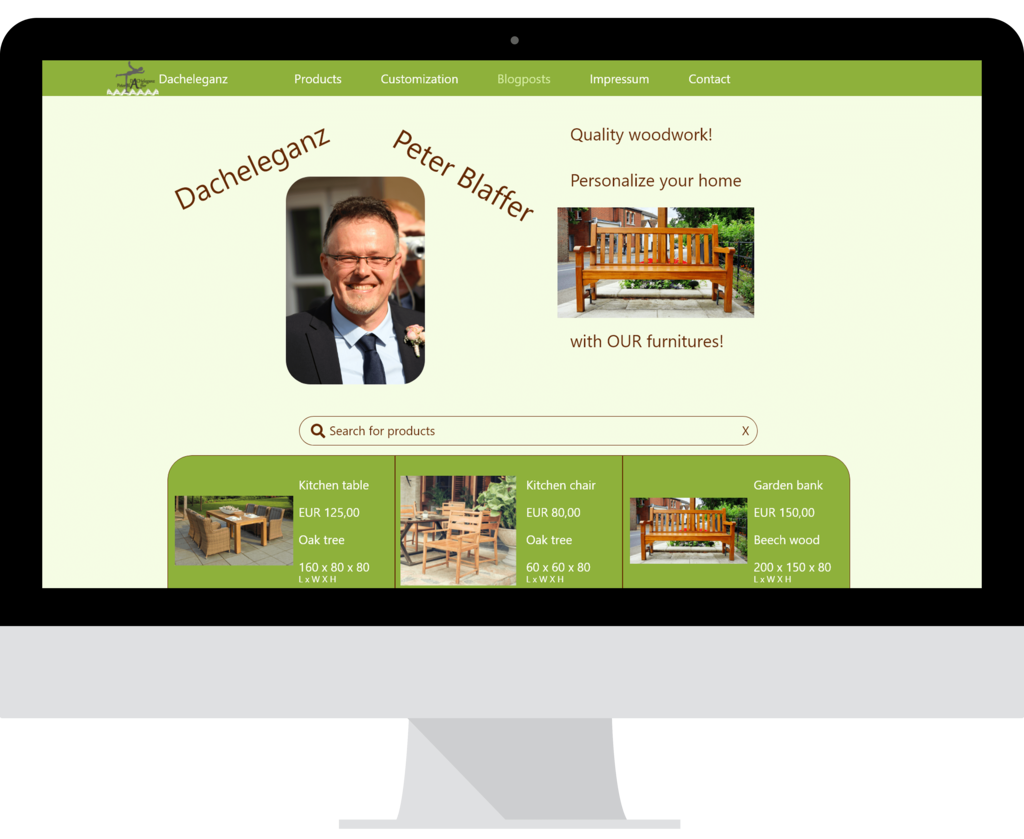 Dacheleganz
Products
Customization
Blogposts
Impressum
Contact
Dacheleganz
Peter Blaffer
Quality woodwork!
Personalize your home
with OUR furnitures!
Search for products
X
Kitchen table
EUR 125,00
Oak tree
160 x 80 x 80
L x W X H
Kitchen chair
EUR 80,00
Oak tree
60 x 60 x 80
L x W X H
Garden bank
EUR 150,00
Beech wood
200 x 150 x 80
L x W X H